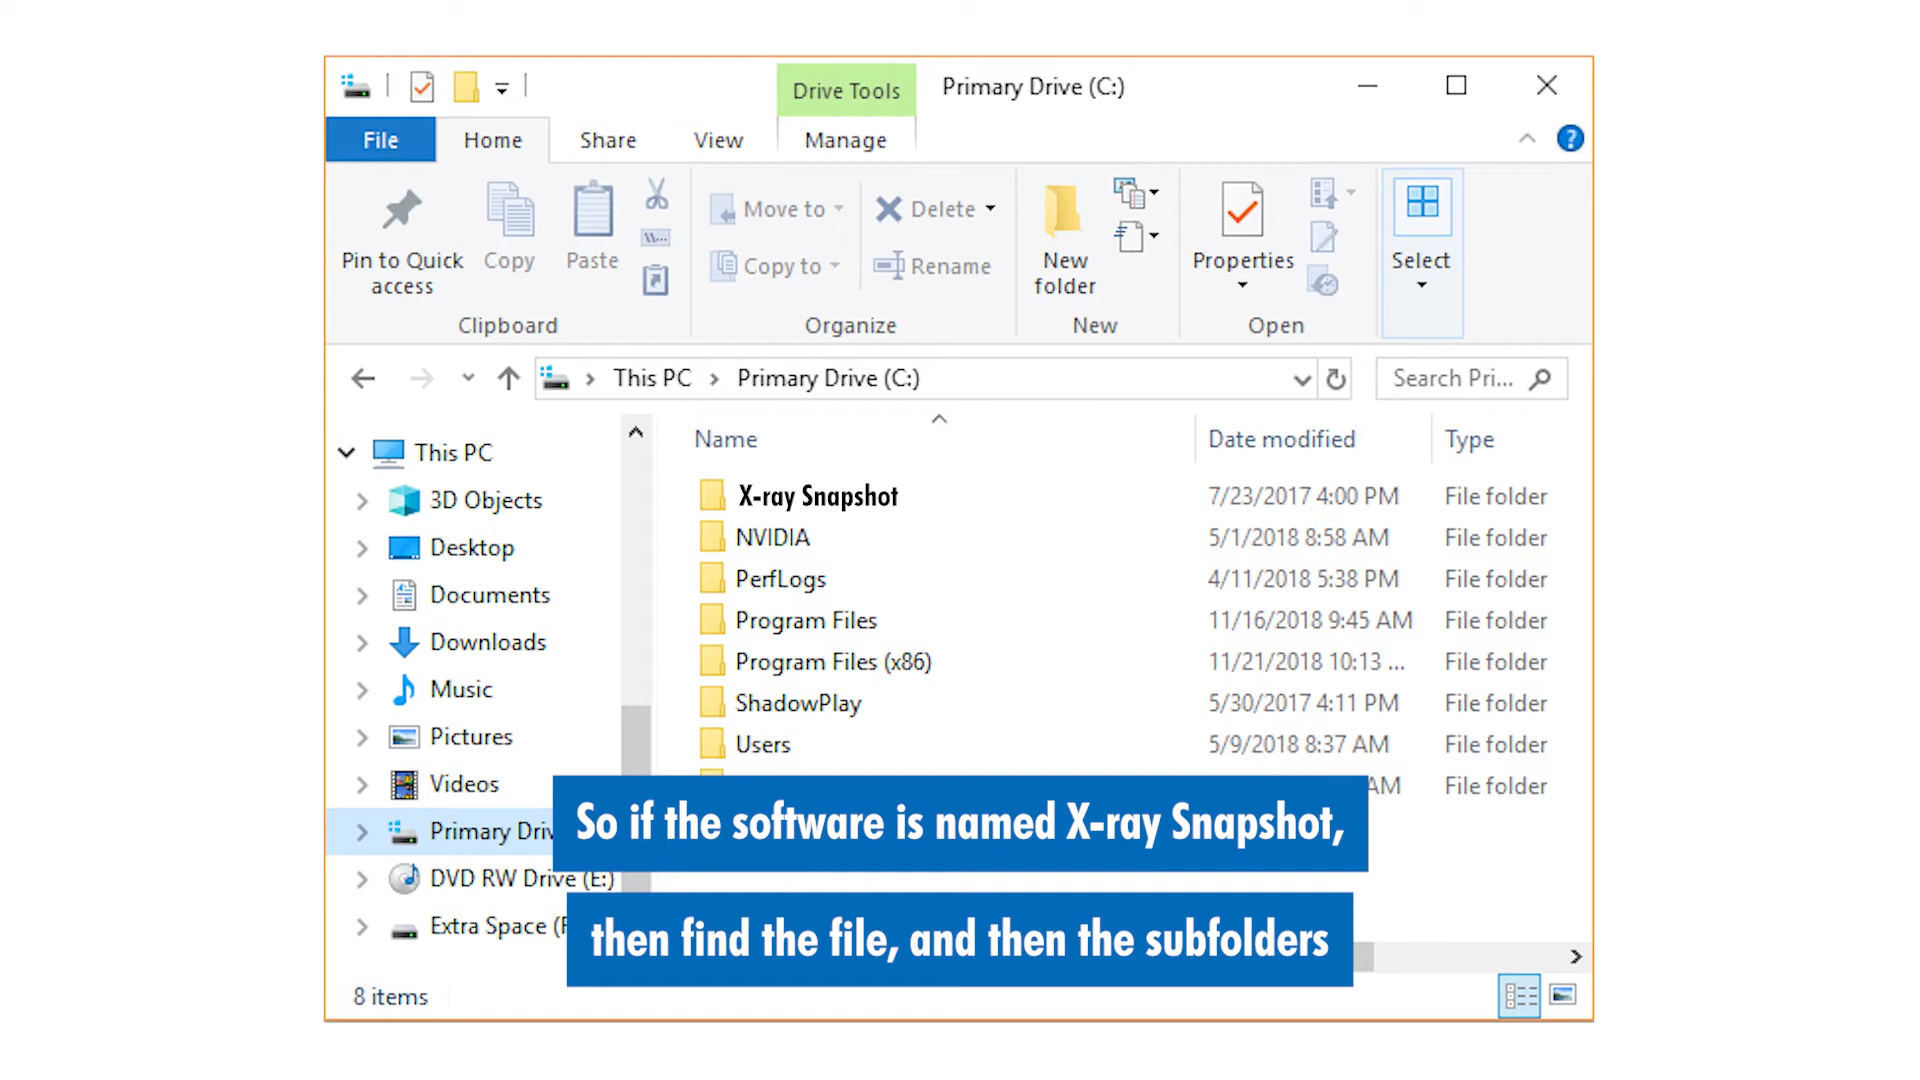 Drive Tools
Primary Drive (C:)
File
Home
Share
View
Manage
Pin to Quick
access
Copy
Paste
Clipboard
Move to
Copy to
Delete
Rename
Organize
New
folder
New
Properties
Open
Select
This PC
Primary Drive (C:)
Search Pri...
This PC
3D Objects
Desktop
Documents
Downloads
Music
Pictures
Videos
Primary Driv
DVD RW Drive (E:)
Extra Space (F
Name Date modified Type
X-ray Snapshot 7/23/2017 4:00 PM File folder
NVIDIA 5/1/2018 8:58 AM File folder
PerfLogs 4/11/2018 5:38 PM File folder
Program Files 11/16/2018 9:45 AM File folder
Program Files (x86) 11/21/2018 10:13 ... File folder
ShadowPlay 5/30/2017 4:11 PM File folder
Users 5/9/2018 8:37 AM File folder
AM File folder
So if the software is named X-ray Snapshot,
then find the file, and then the subfolders
8 items